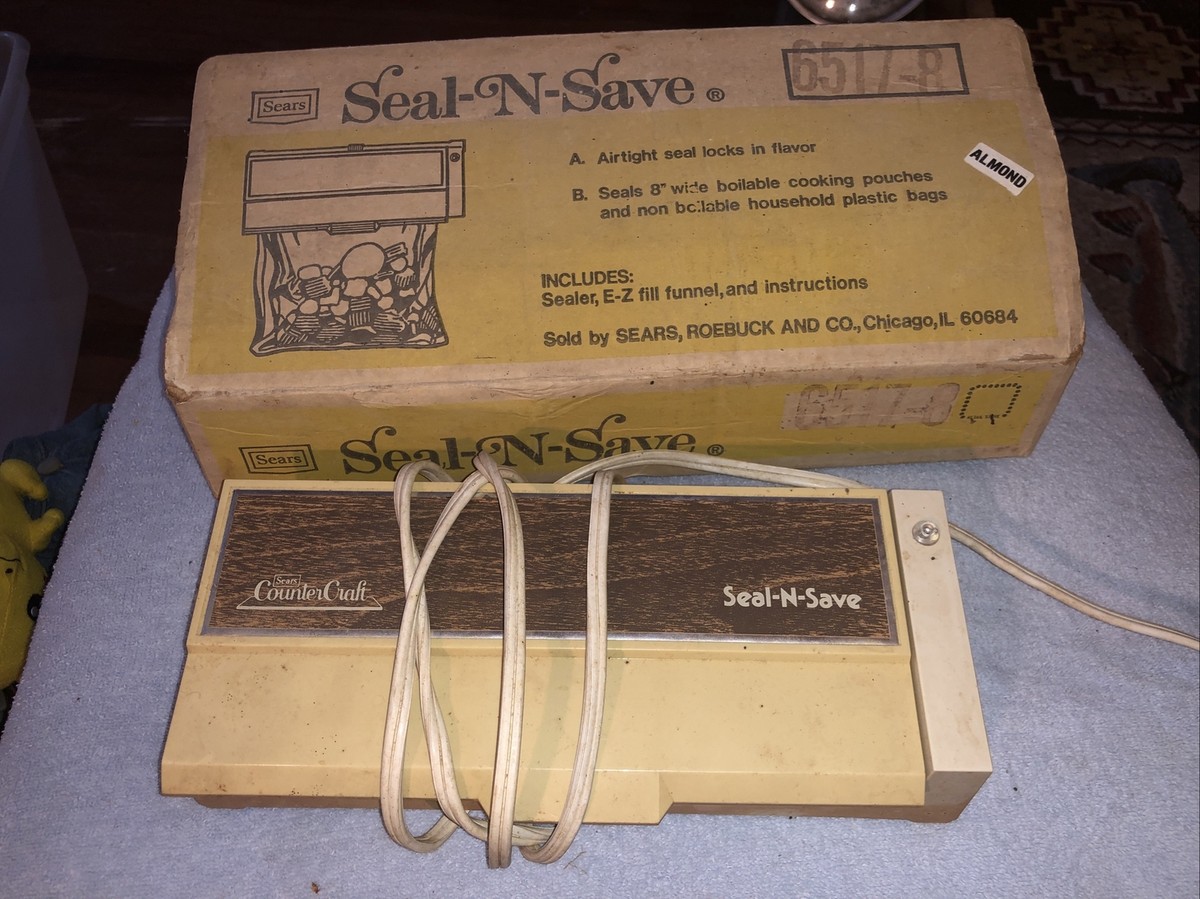 Sears
Seal-N-Save ®
6517-R
ALMOND
A. Airtight seal locks in flavor
B. Seals 8" wide boilable cooking pouches
and non boilable household plastic bags
INCLUDES:
Sealer, E-Z fill funnel, and instructions
Sold by SEARS, ROEBUCK AND CO., Chicago, IL 60684
Sears
Seal-N-Save ®
Sears
CounterCraft
Seal-N-Save